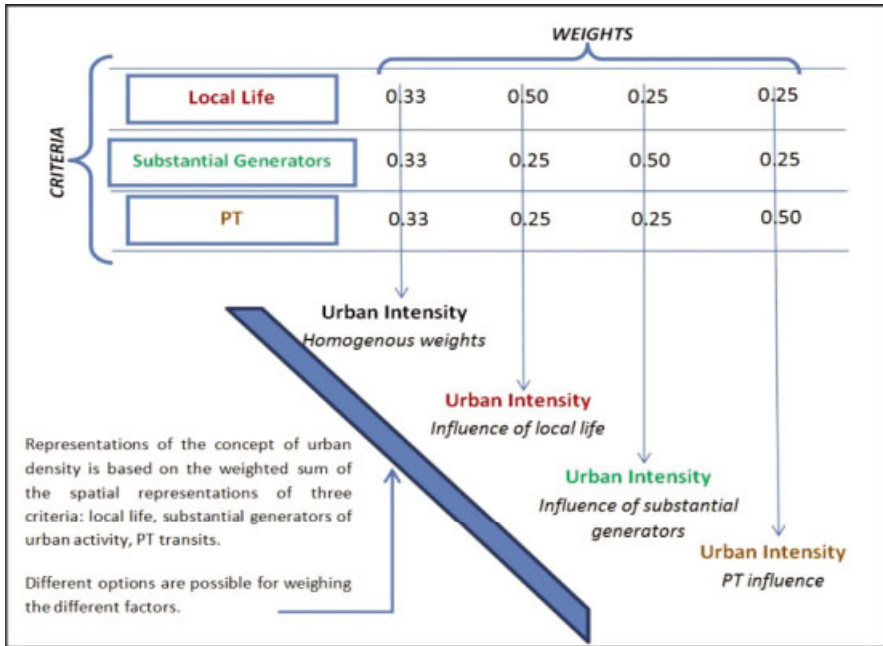 WEIGHTS
CRITERIA
Local Life 0.33 0.50 0.25 0.25
Substantial Generators 0.33 0.25 0.50 0.25
PT 0.33 0.25 0.25 0.50
Urban Intensity
Homogenous weights
Urban Intensity
Influence of local life
Urban Intensity
Influence of substantial
generators
Urban Intensity
PT influence
Representations of the concept of urban
density is based on the weighted sum of
the spatial representations of three
criteria: local life, substantial generators of
urban activity, PT transits.
Different options are possible for weighing
the different factors.